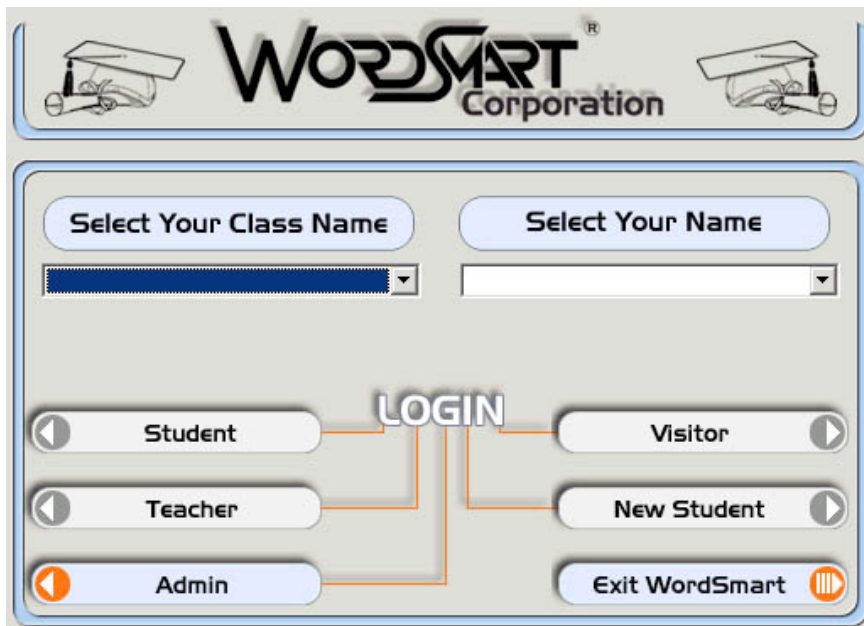 WORDSMART ®
Corporation
Select Your Class Name
Select Your Name
LOGIN
Student
Visitor
Teacher
New Student
Admin
Exit WordSmart